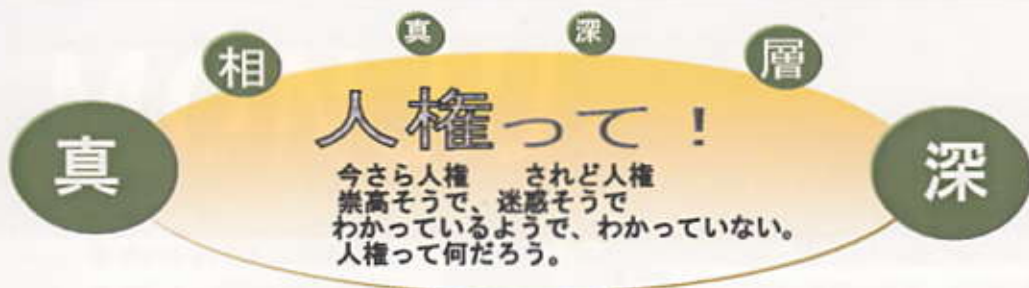 真 相 真 深 層 深
人権って！
今さら人権　　されど人権
崇高そうで、迷惑そうで
わかっているようで、わかっていない。
人権って何だろう。